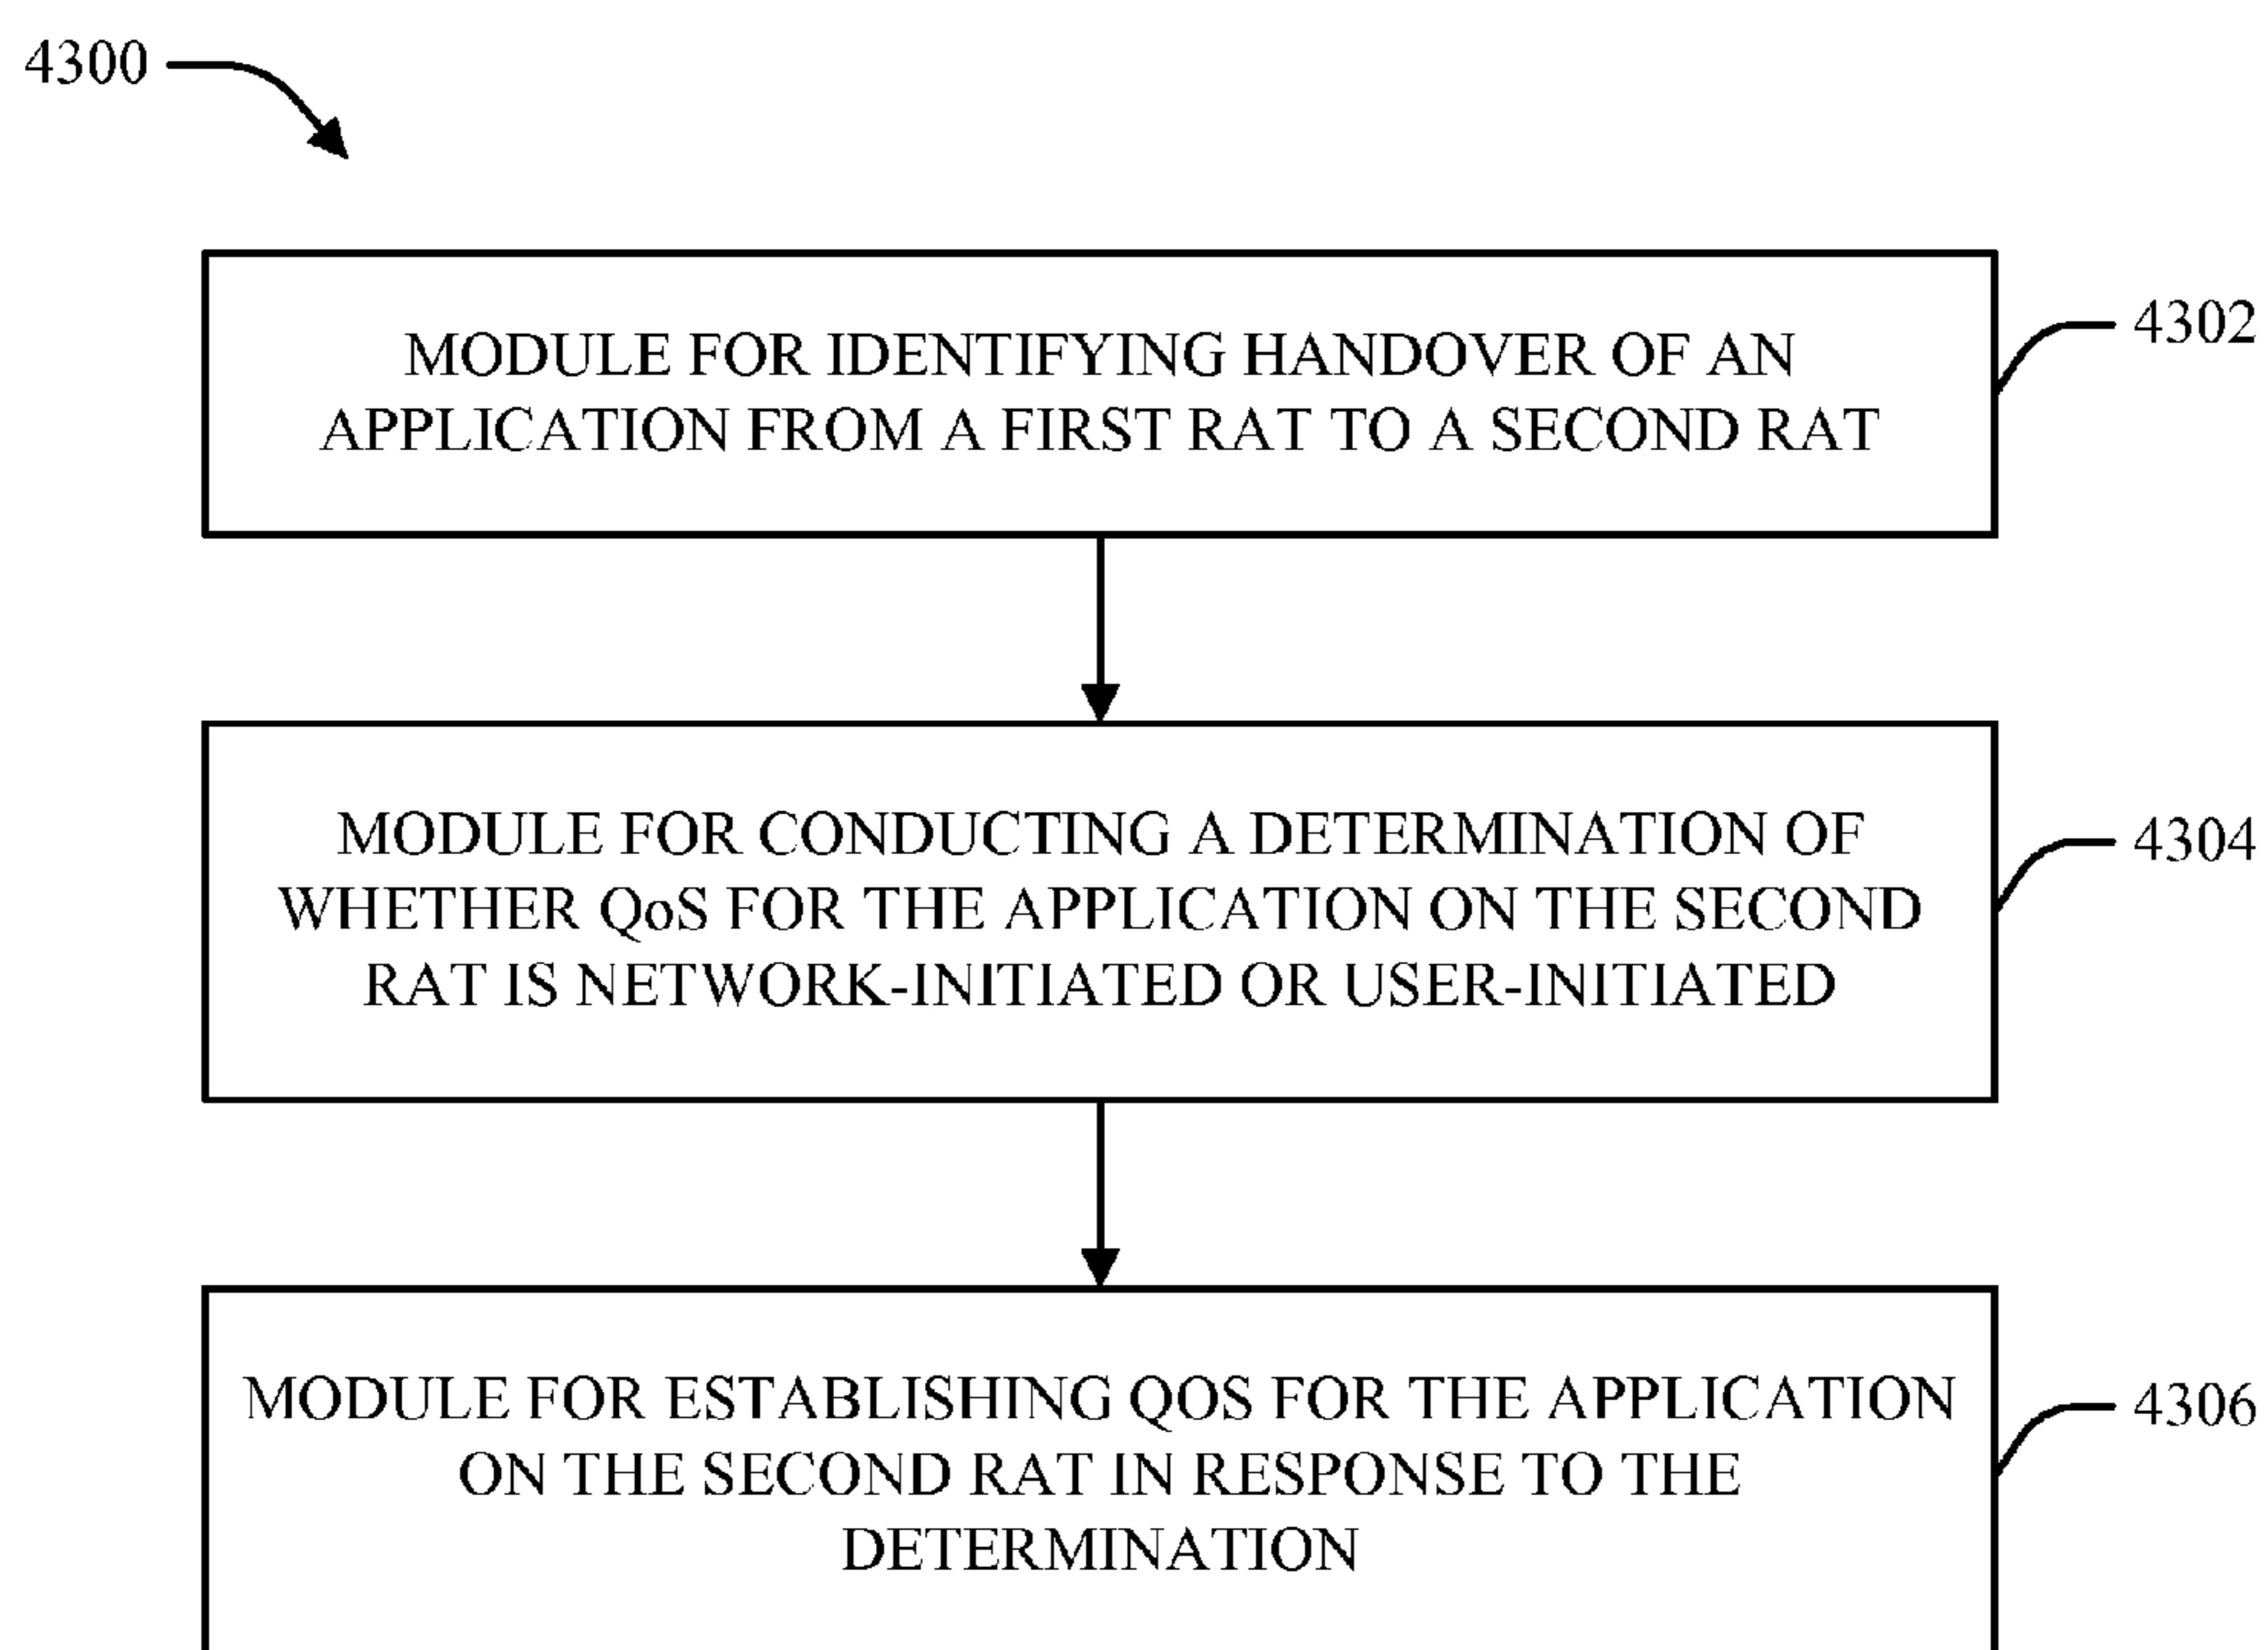 4300
MODULE FOR IDENTIFYING HANDOVER OF AN
APPLICATION FROM A FIRST RAT TO A SECOND RAT
4302
MODULE FOR CONDUCTING A DETERMINATION OF
WHETHER QoS FOR THE APPLICATION ON THE SECOND
RAT IS NETWORK-INITIATED OR USER-INITIATED
4304
MODULE FOR ESTABLISHING QOS FOR THE APPLICATION
ON THE SECOND RAT IN RESPONSE TO THE
DETERMINATION
4306